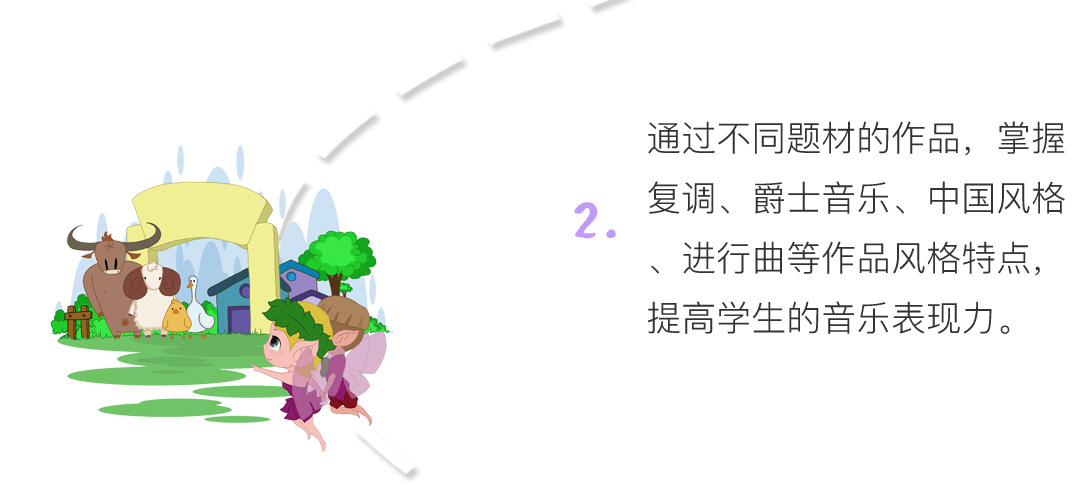 2.
通过不同题材的作品，掌握
复调、爵士音乐、中国风格
、进行曲等作品风格特点，
提高学生的音乐表现力。